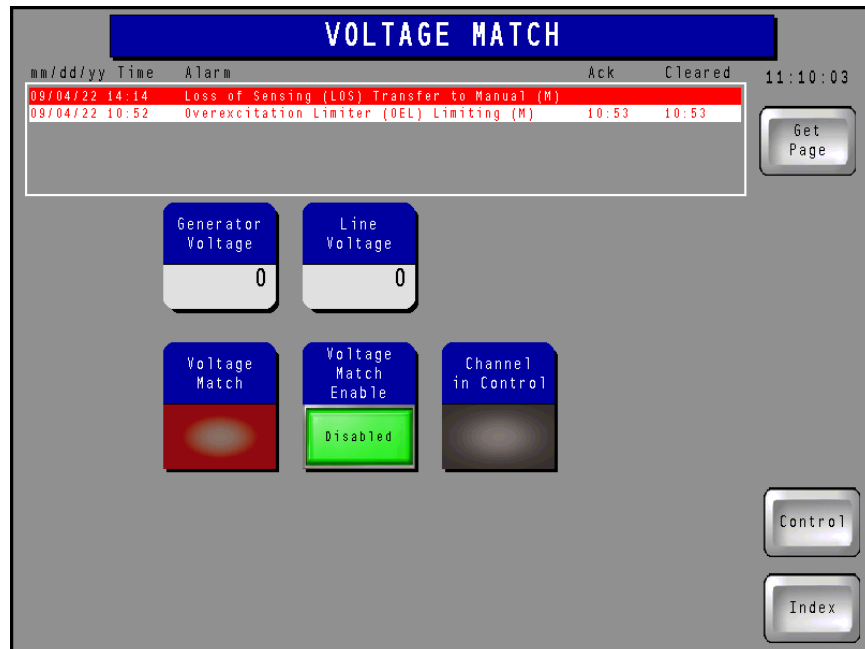 VOLTAGE MATCH
mm/dd/yy Time Alarm Ack Cleared
11:10:03
09/04/22 14:14 Loss of Sensing (LOS) Transfer to Manual (M)
09/04/22 10:52 Overexcitation Limiter (OEL) Limiting (M) 10:53 10:53
Get
Page
Generator
Voltage
0
Line
Voltage
0
Voltage
Match
Voltage
Match
Enable
Disabled
Channel
in Control
Control
Index